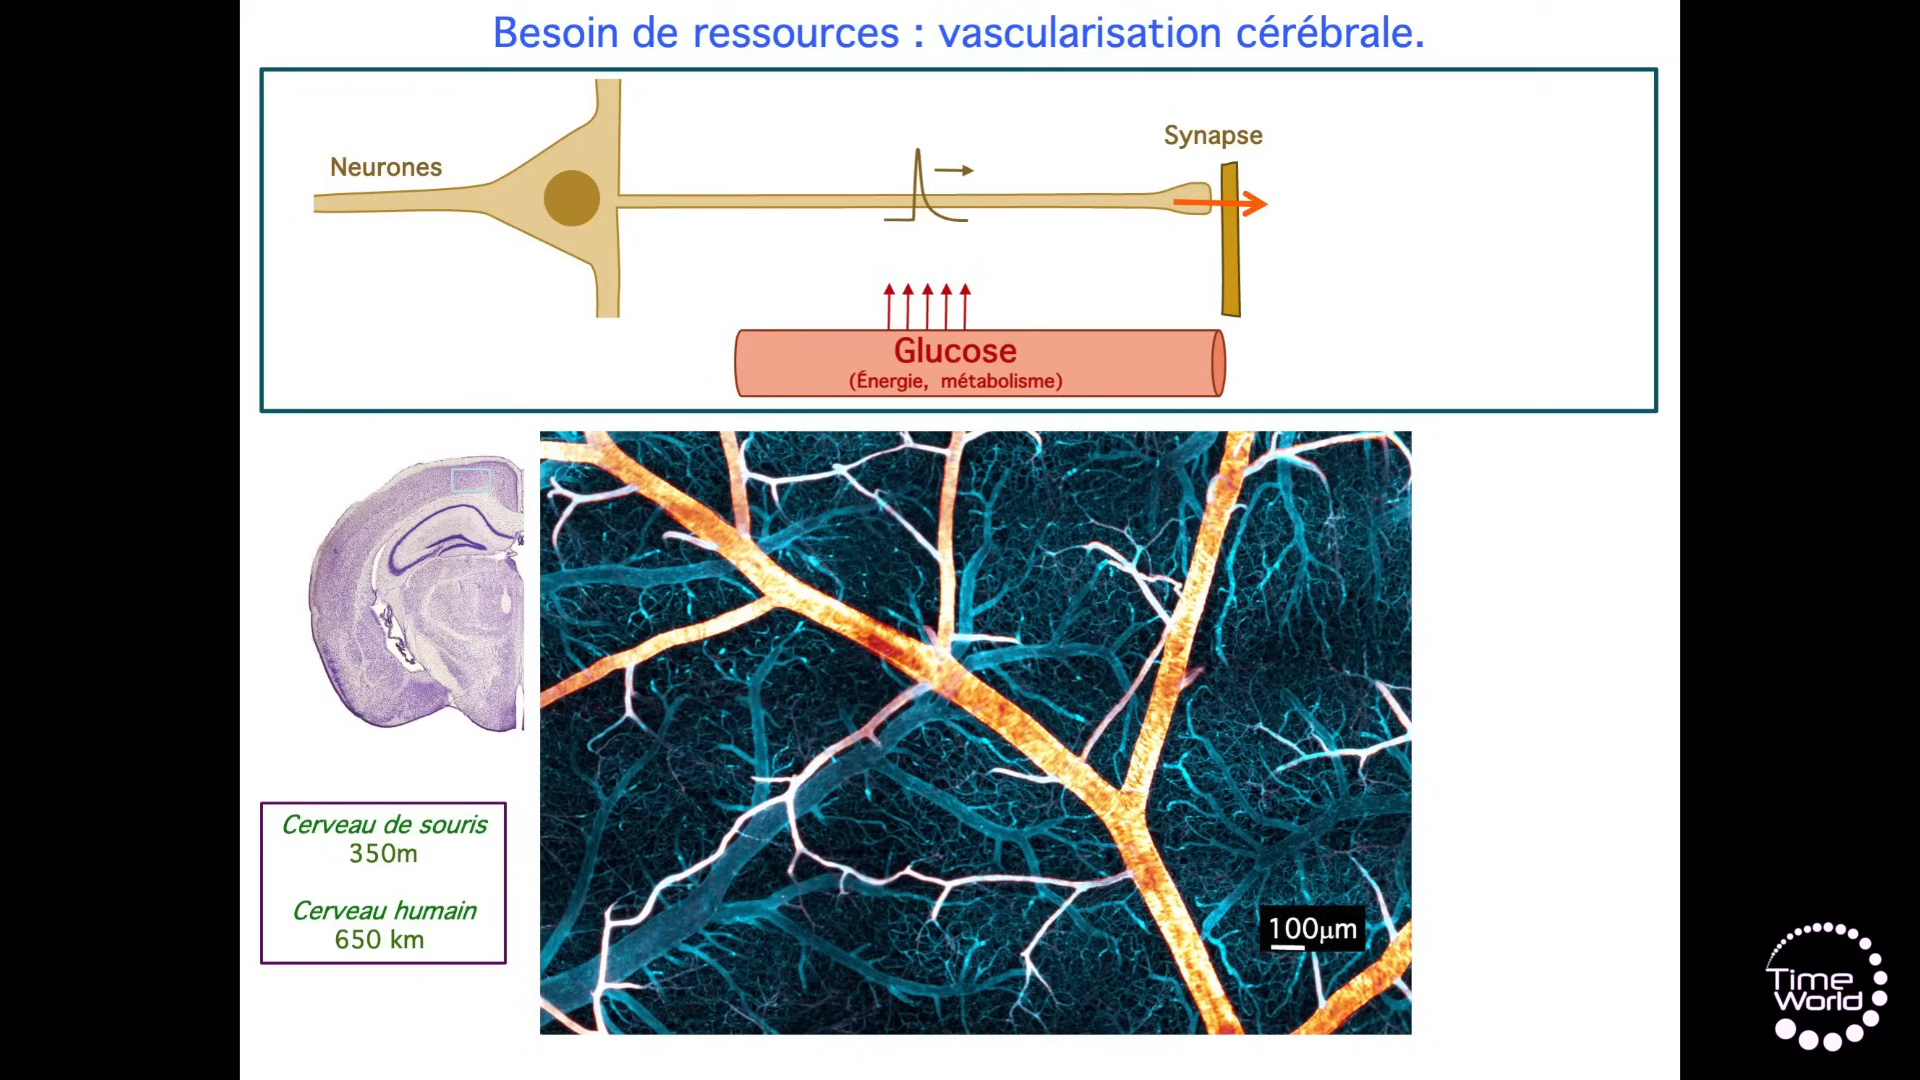 Besoin de ressources : vascularisation cérébrale.
Neurones
Synapse
Glucose
(Énergie, métabolisme)
Cerveau de souris
350m
Cerveau humain
650 km
100µm
Time
World